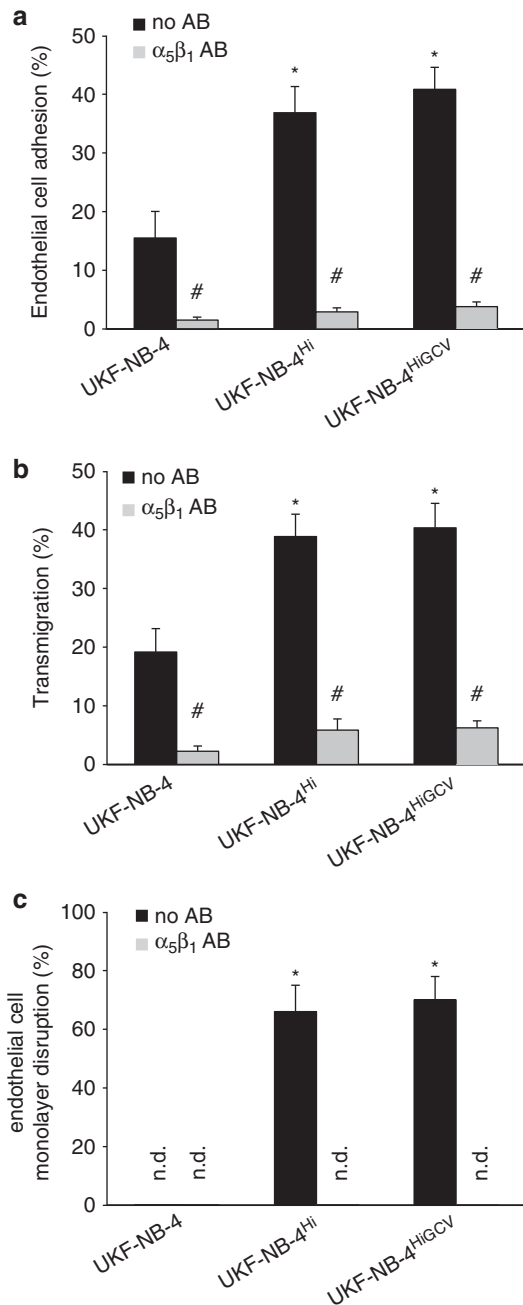 a
no AB
α5β1 AB
Endothelial cell adhesion (%)
50
40
30
20
10
0
* *
# # #
UKF-NB-4
UKF-NB-4Hi
UKF-NB-4HiGCV
b
no AB
α5β1 AB
Transmigration (%)
50
40
30
20
10
0
* *
# # #
UKF-NB-4
UKF-NB-4Hi
UKF-NB-4HiGCV
c
no AB
α5β1 AB
endothelial cell
monolayer disruption (%)
100
80
60
40
20
0
* *
n.d. n.d. n.d. n.d.
UKF-NB-4
UKF-NB-4Hi
UKF-NB-4HiGCV